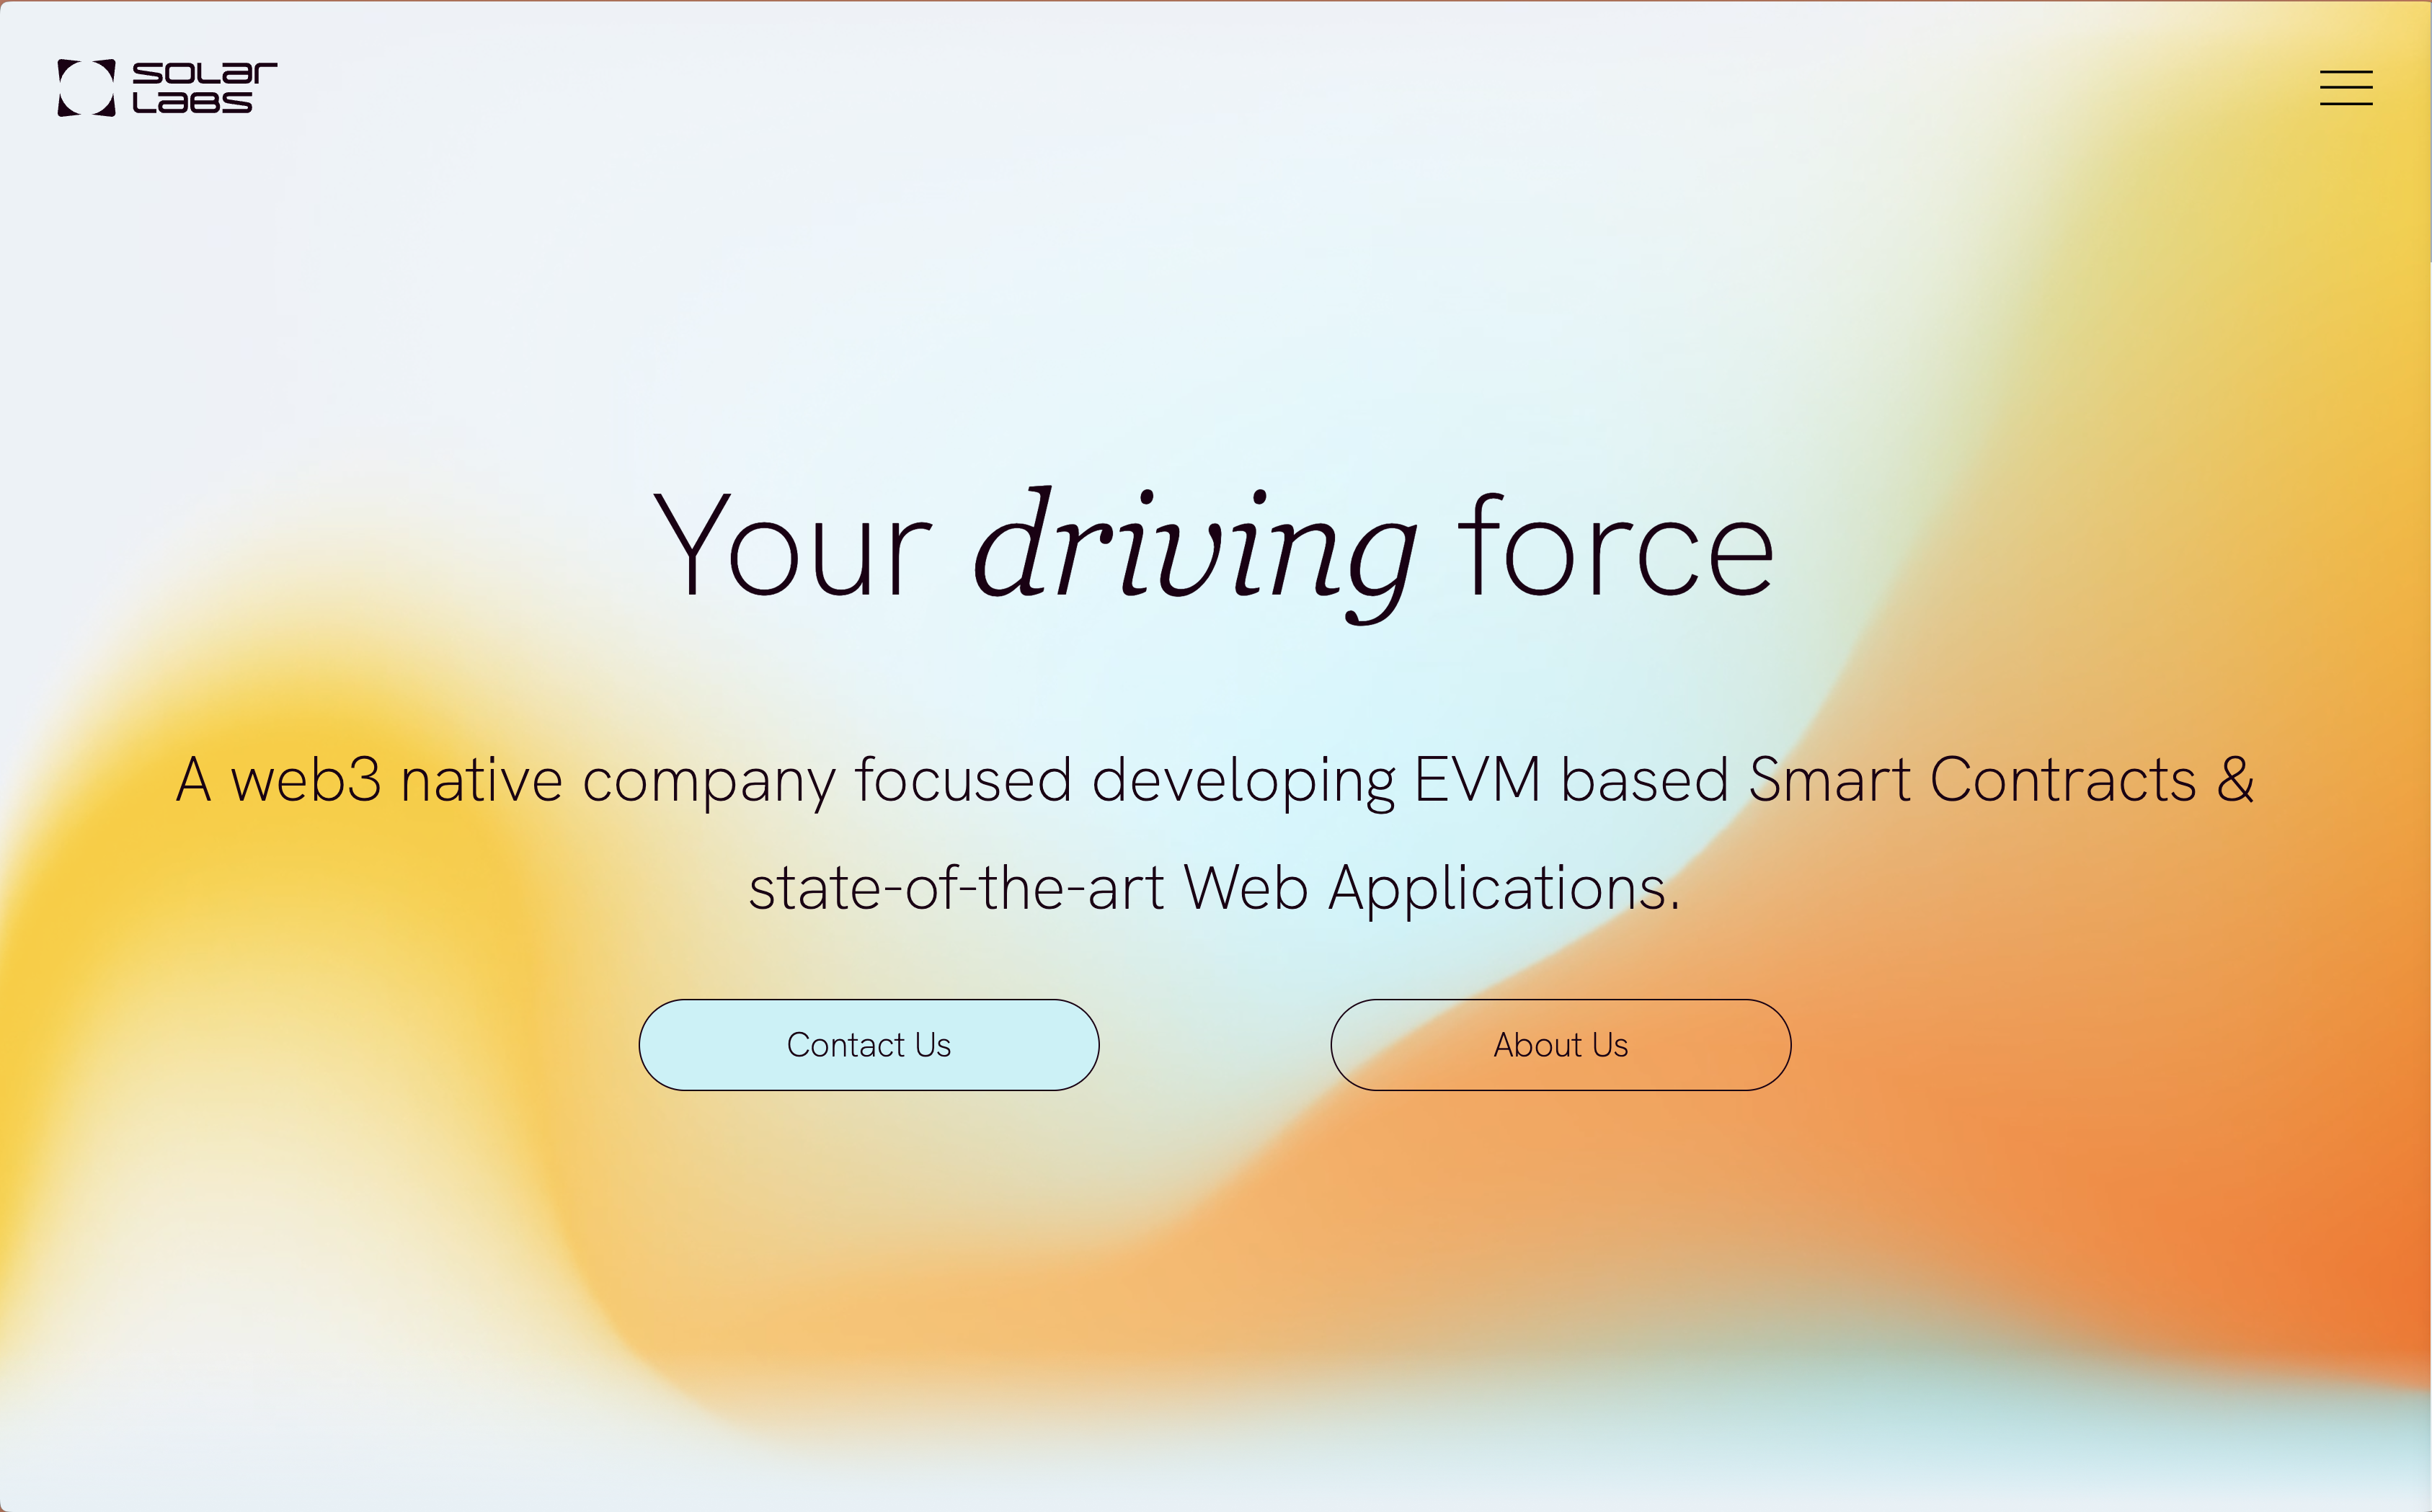 SOLar
LaBS
Your driving force
A web3 native company focused developing EVM based Smart Contracts &
state-of-the-art Web Applications.
Contact Us
About Us